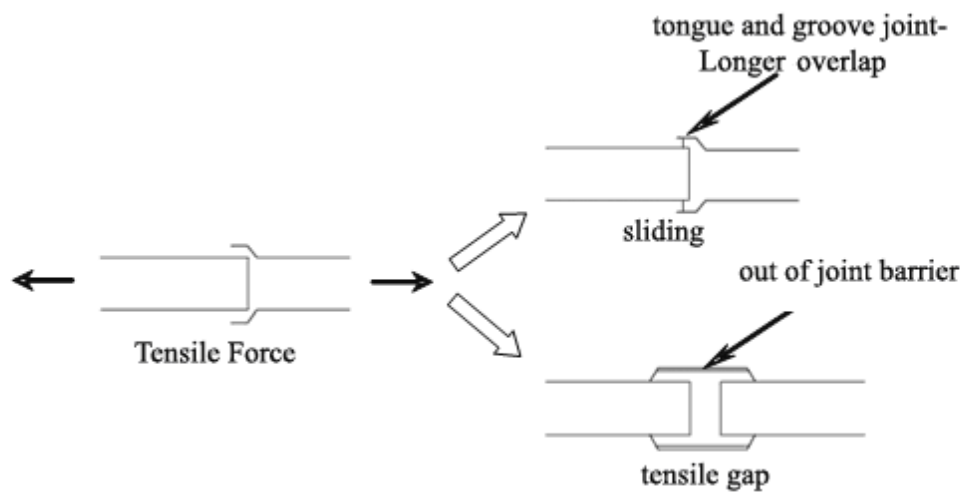 tongue and groove joint-
Longer overlap
sliding
out of joint barrier
Tensile Force
tensile gap